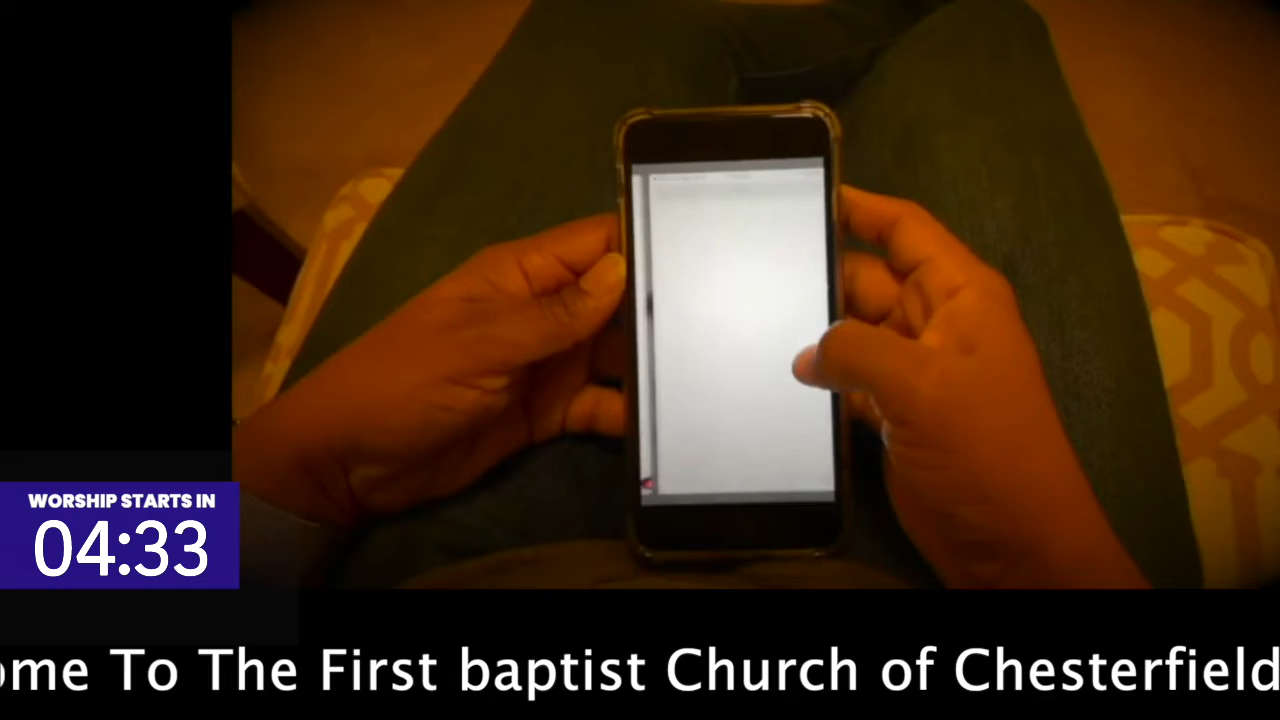 WORSHIP STARTS IN
04:33
ome To The First baptist Church of Chesterfield